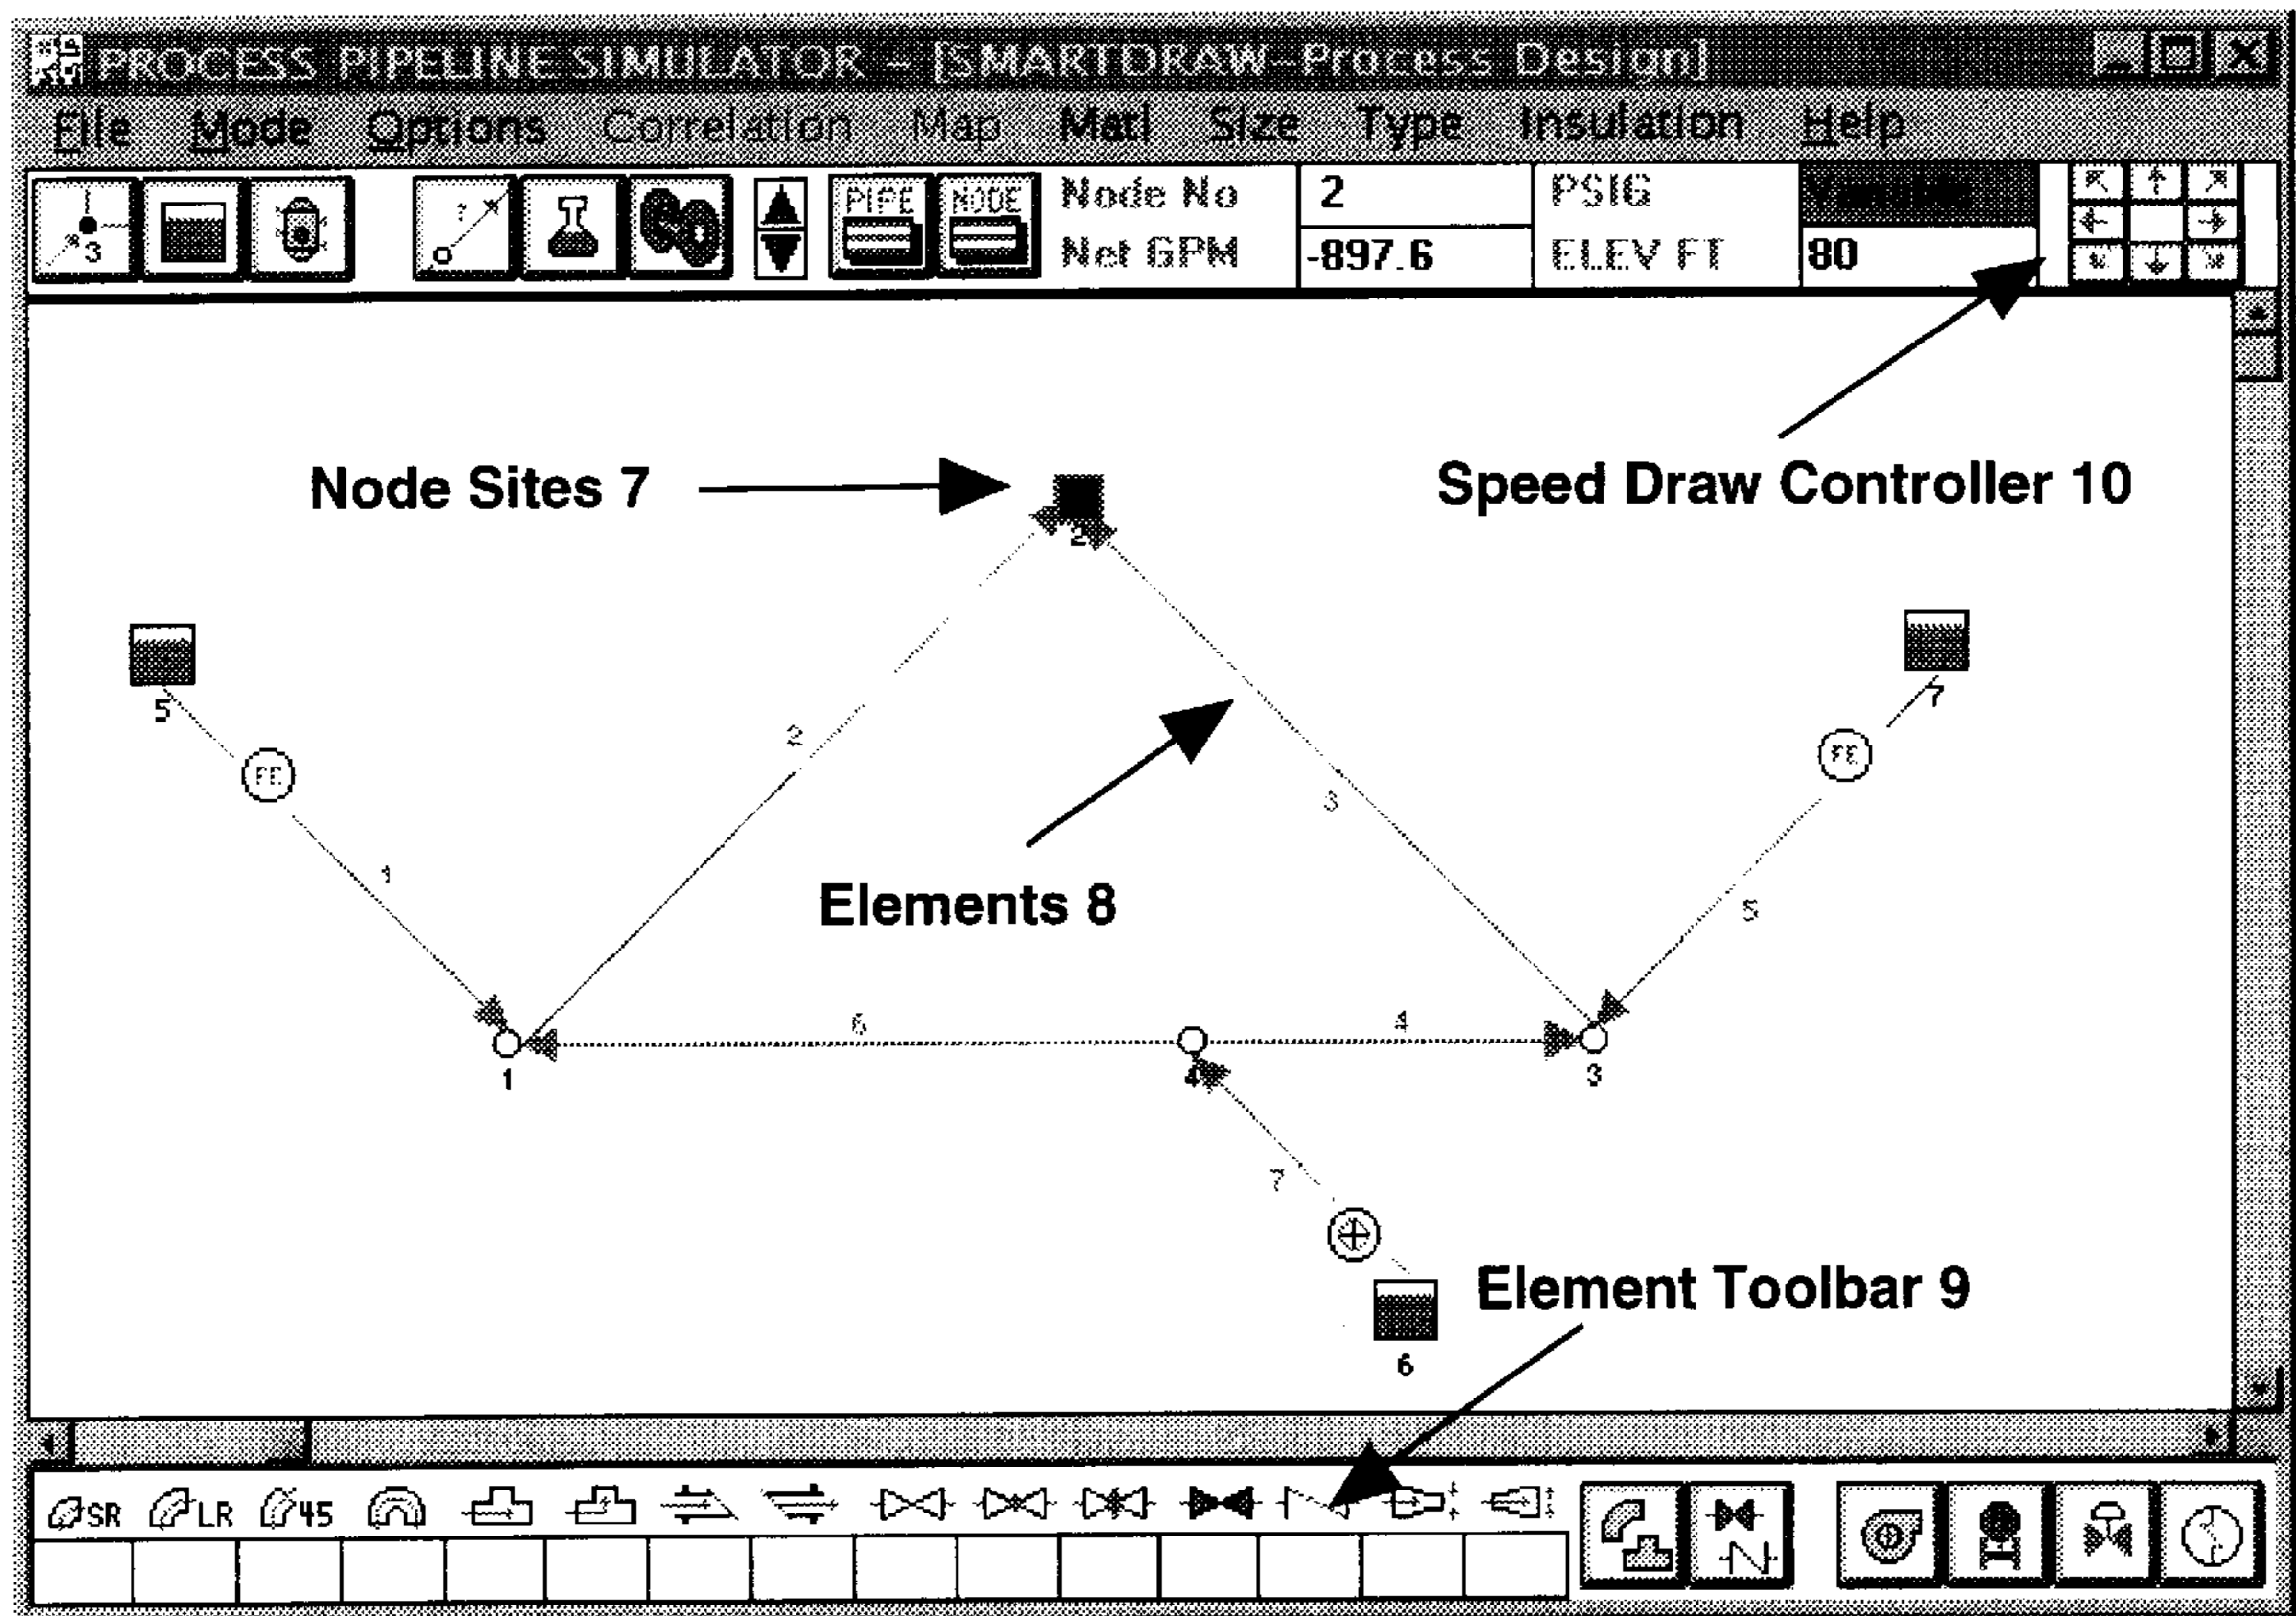 PROCESS PIPELINE SIMULATOR - [SMARTDRAW-Process Design]
File Mode Options Correlation Map Matl Size Type Insulation Help
3 ? PIPE NODE Node No 2 PSIG
Net GPM -897.6 ELEV FT 80
Node Sites 7
Speed Draw Controller 10
2
5
7
2
FE
FE
3
1
Elements 8
5
6
4
1
4
3
7
Element Toolbar 9
6
SR LR 45